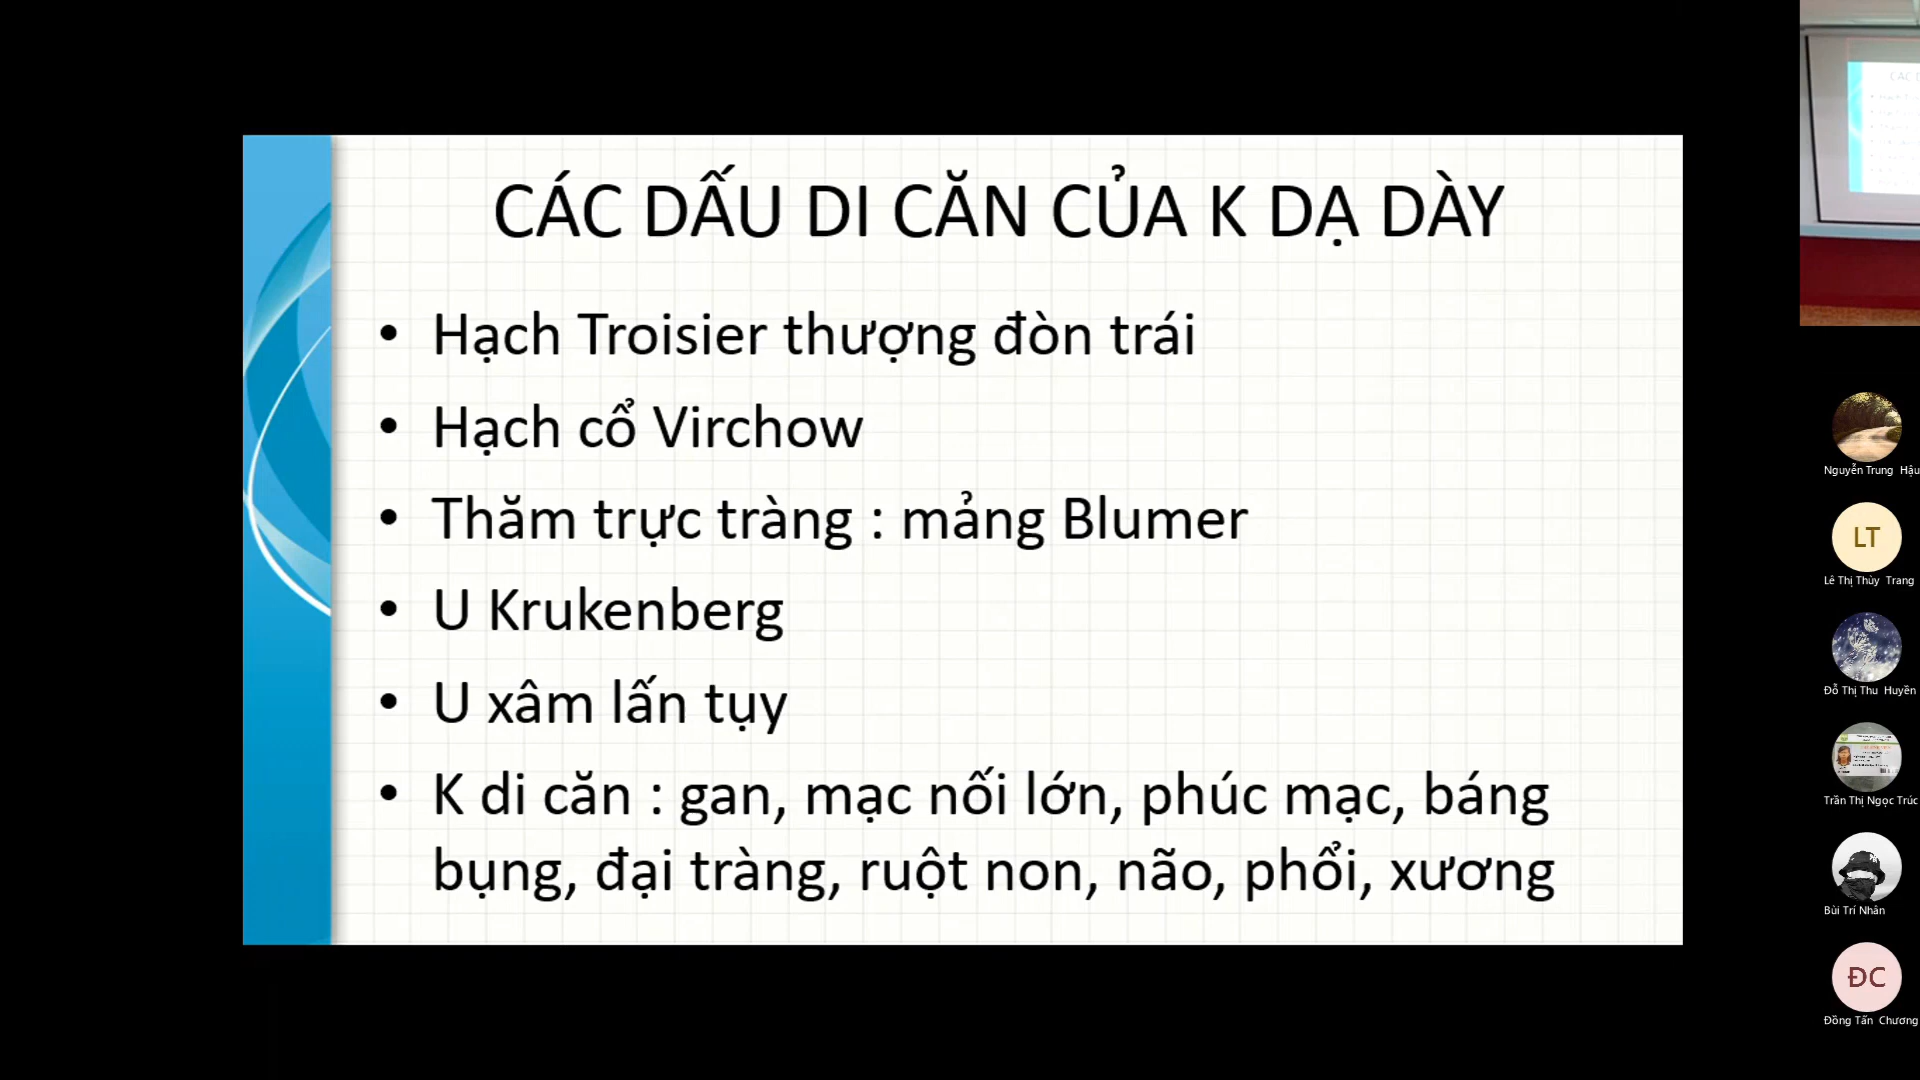 CÁC DẤU DI CĂN CỦA K DẠ DÀY
• Hạch Troisier thượng đòn trái
• Hạch cổ Virchow
• Thăm trực tràng : mảng Blumer
• U Krukenberg
• U xâm lấn tụy
• K di căn : gan, mạc nối lớn, phúc mạc, báng
bụng, đại tràng, ruột non, não, phổi, xương
Nguyễn Trung Hậu
LT
Lê Thị Thùy Trang
Đỗ Thị Thu Huyền
Trần Thị Ngọc Trúc
Bùi Trí Nhân
ĐC
Đồng Tấn Chương